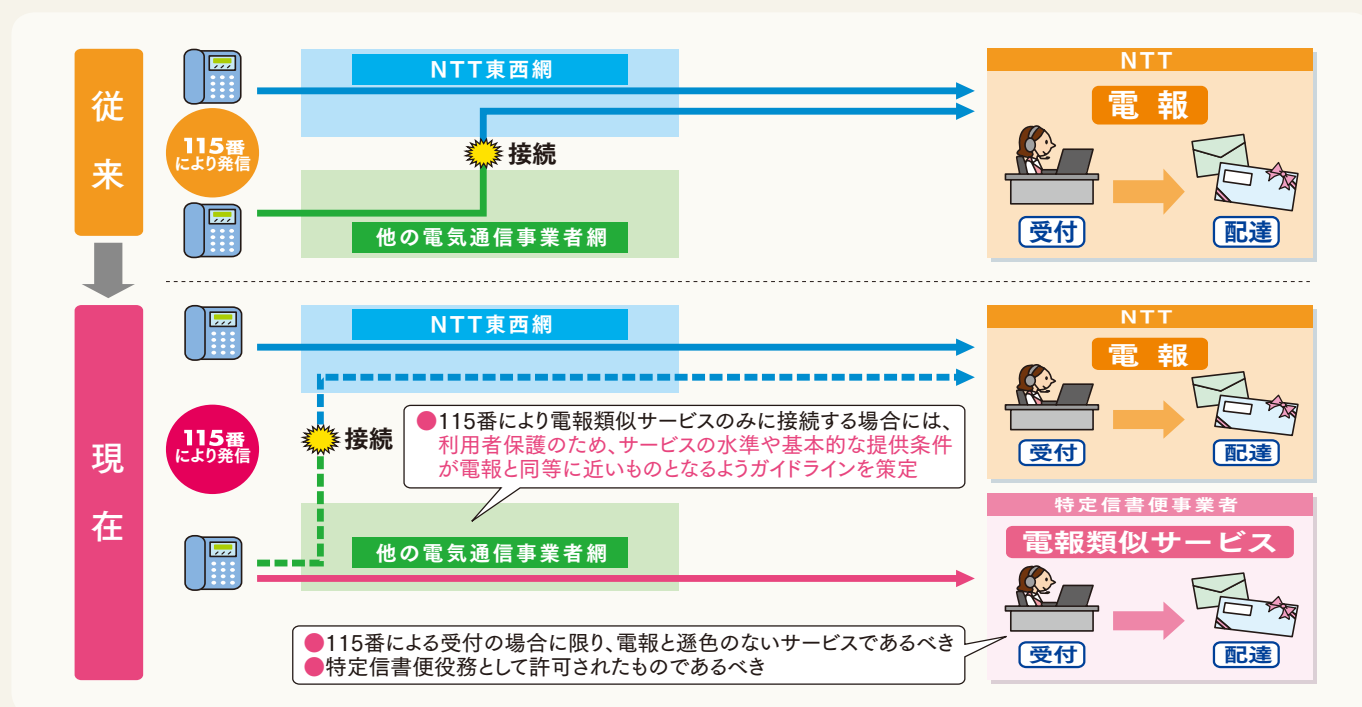 従来
115番
により発信
NTT東西網
接続
他の電気通信事業者網
NTT
電報
受付
配達
現在
115番
により発信
NTT東西網
接続
●115番により電報類似サービスのみに接続する場合には、
利用者保護のため、サービスの水準や基本的な提供条件
が電報と同等に近いものとなるようガイドラインを策定
他の電気通信事業者網
NTT
電報
受付
配達
特定信書便事業者
電報類似サービス
受付
配達
●115番による受付の場合に限り、電報と遜色のないサービスであるべき
●特定信書便役務として許可されたものであるべき